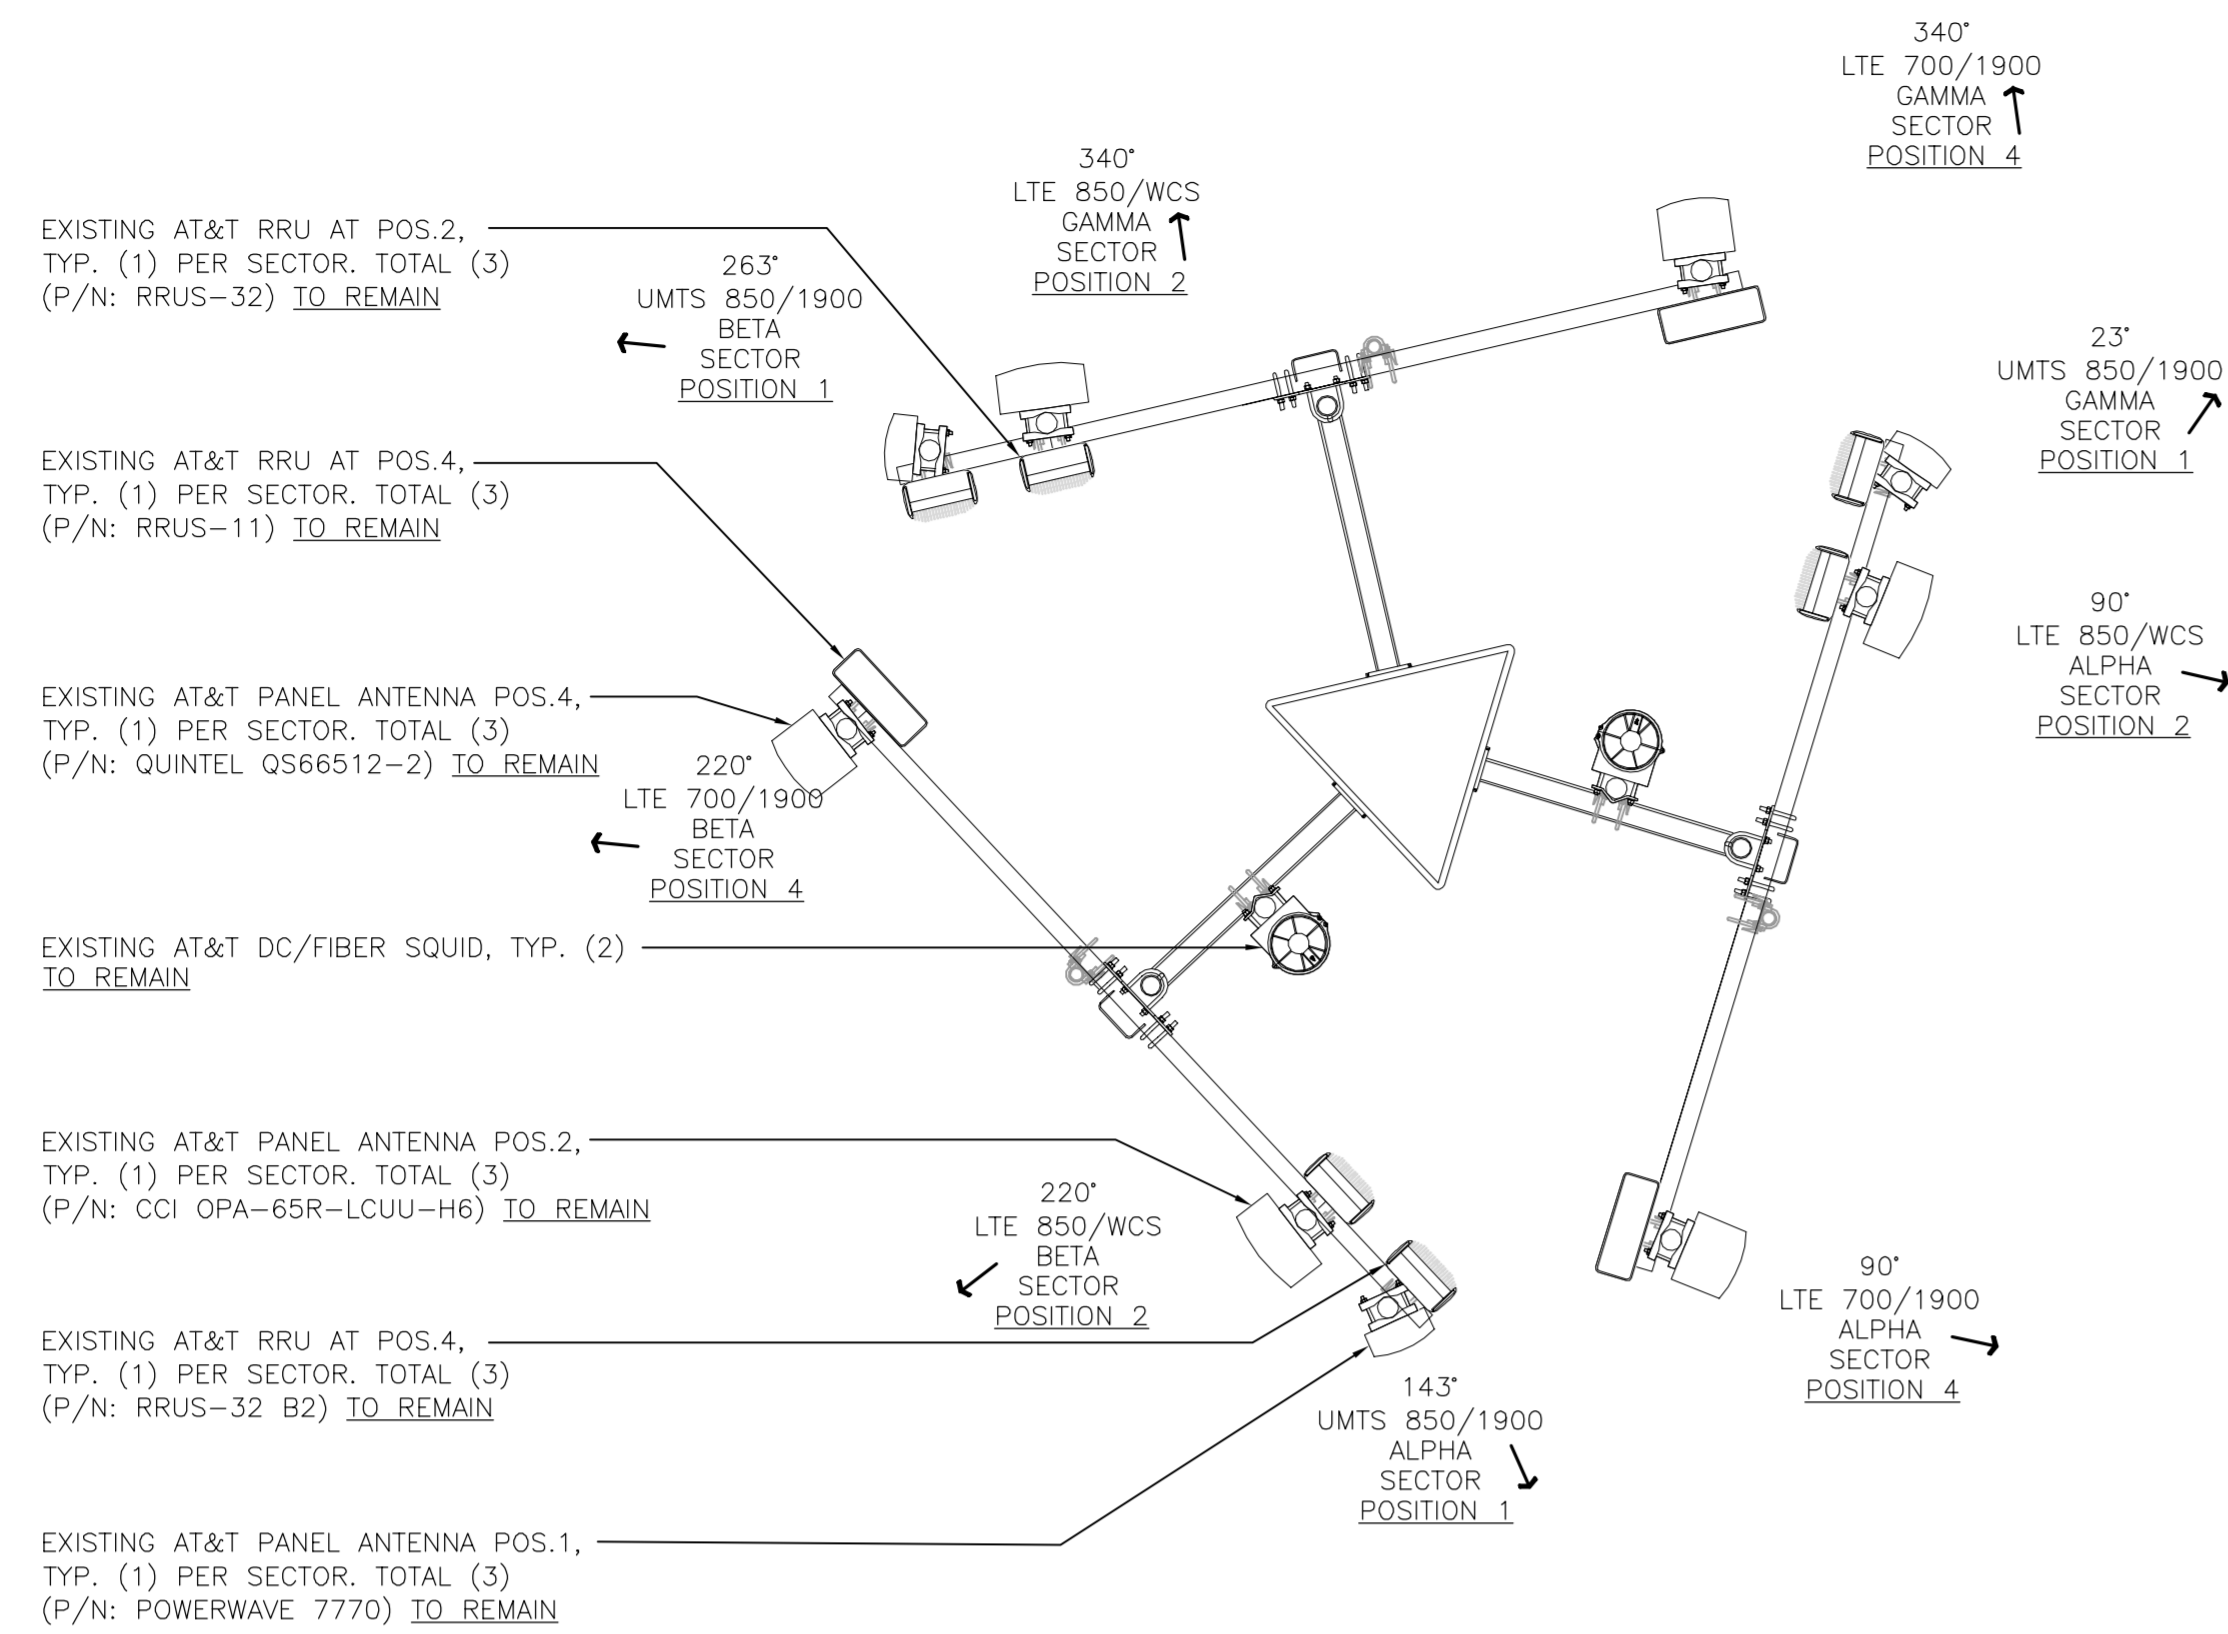 EXISTING AT&T RRU AT POS.2,
TYP. (1) PER SECTOR. TOTAL (3)
(P/N: RRUS-32) TO REMAIN
EXISTING AT&T RRU AT POS.4,
TYP. (1) PER SECTOR. TOTAL (3)
(P/N: RRUS-11) TO REMAIN
EXISTING AT&T PANEL ANTENNA POS.4,
TYP. (1) PER SECTOR. TOTAL (3)
(P/N: QUINTEL QS66512-2) TO REMAIN
EXISTING AT&T DC/FIBER SQUID, TYP. (2)
TO REMAIN
EXISTING AT&T PANEL ANTENNA POS.2,
TYP. (1) PER SECTOR. TOTAL (3)
(P/N: CCI OPA-65R-LCUU-H6) TO REMAIN
EXISTING AT&T RRU AT POS.4,
TYP. (1) PER SECTOR. TOTAL (3)
(P/N: RRUS-32 B2) TO REMAIN
EXISTING AT&T PANEL ANTENNA POS.1,
TYP. (1) PER SECTOR. TOTAL (3)
(P/N: POWERWAVE 7770) TO REMAIN
263°
UMTS 850/1900
BETA
SECTOR
POSITION 1
340°
LTE 850/WCS
GAMMA
SECTOR
POSITION 2
340°
LTE 700/1900
GAMMA
SECTOR
POSITION 4
23°
UMTS 850/1900
GAMMA
SECTOR
POSITION 1
90°
LTE 850/WCS
ALPHA
SECTOR
POSITION 2
220°
LTE 700/1900
BETA
SECTOR
POSITION 4
220°
LTE 850/WCS
BETA
SECTOR
POSITION 2
143°
UMTS 850/1900
ALPHA
SECTOR
POSITION 1
90°
LTE 700/1900
ALPHA
SECTOR
POSITION 4